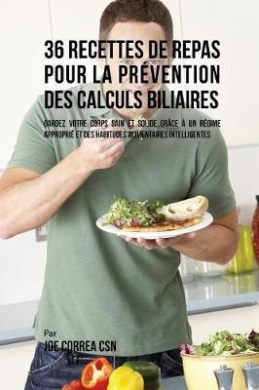 36 RECETTES DE REPAS
POUR LA PRÉVENTION
DES CALCULS BILIAIRES
GARDEZ VOTRE CORPS SAIN ET SOLIDE GRÂCE À UN RÉGIME
APPROPRIÉ ET DES HABITUDES ALIMENTAIRES INTELLIGENTES
Par
JOE CORREA CSN